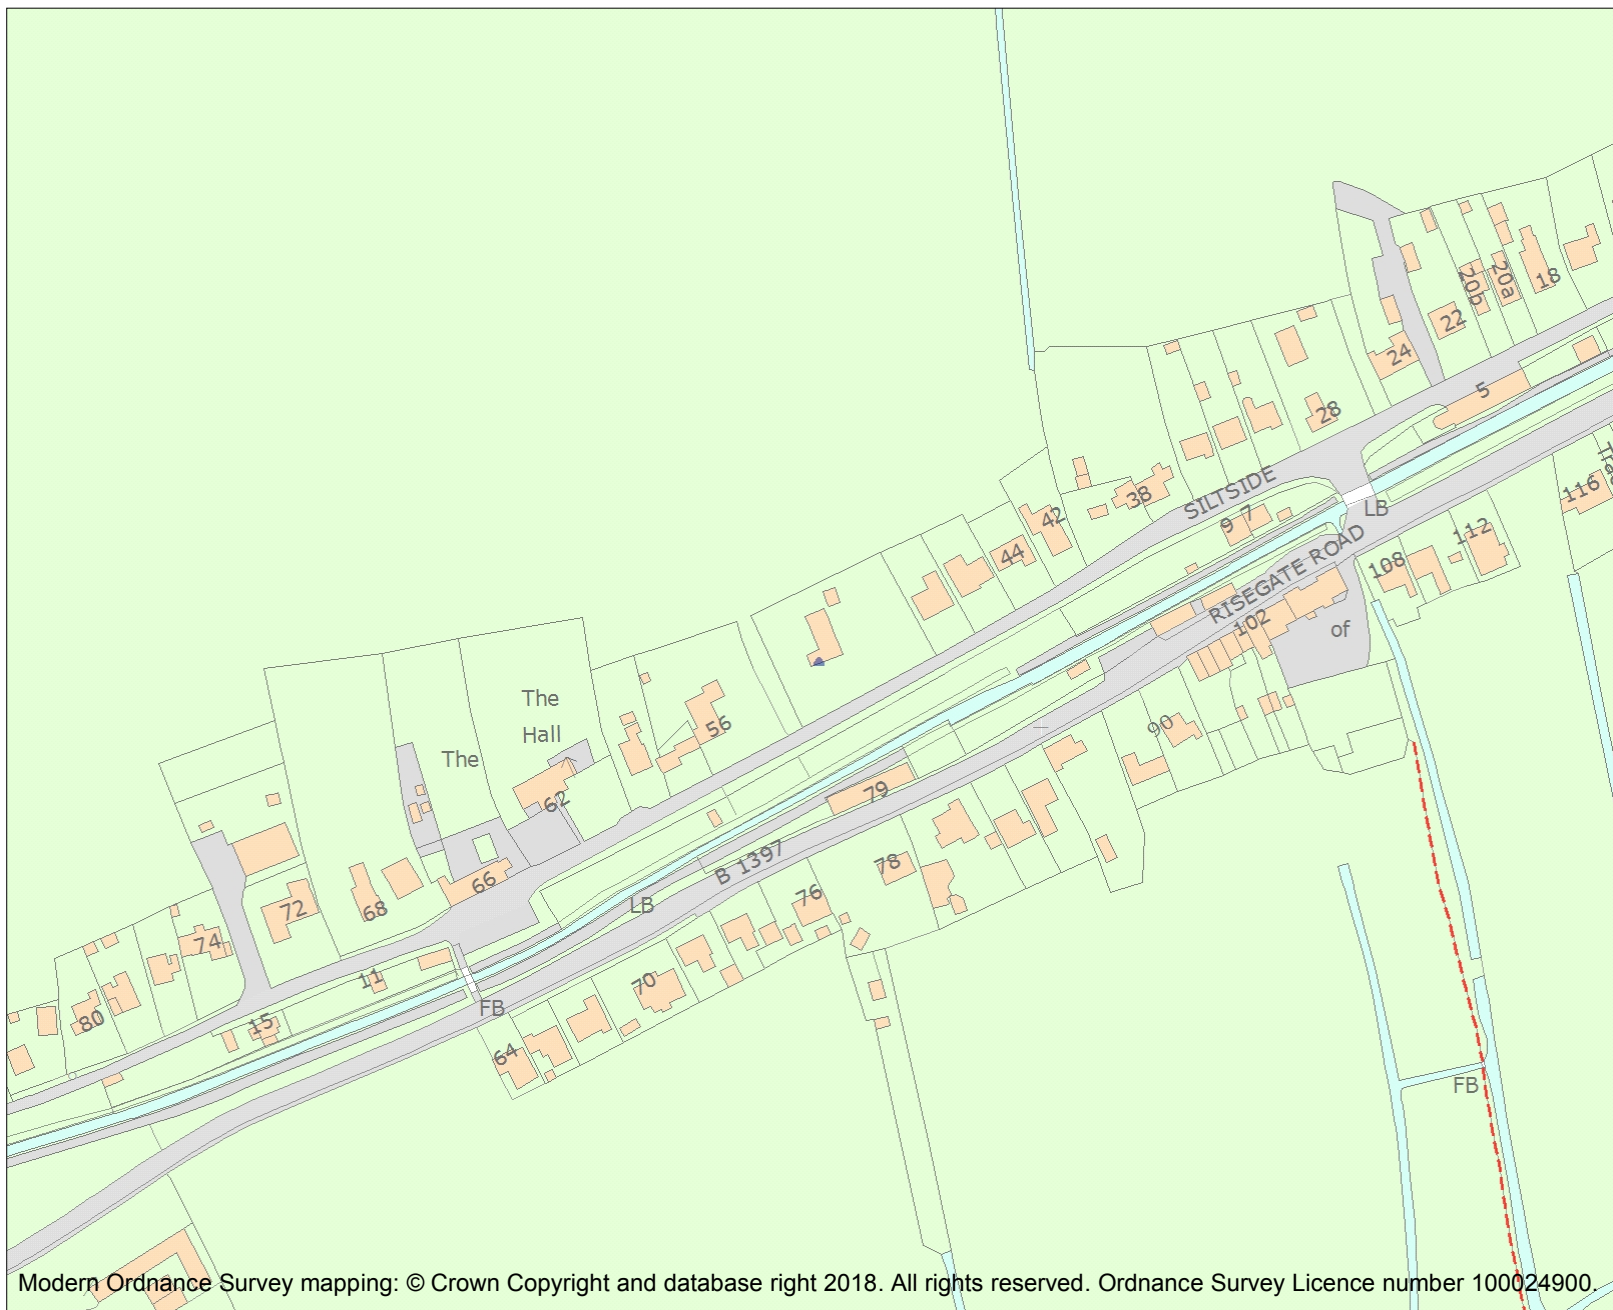 18
20a
20b
22
24
5
28
SILTSIDE
38
42
9 7
LB
116
44
RISEGATE ROAD
112
108
102
of
The
Hall
56
90
The
62
79
B 1397
78
66
76
68
72
LB
74
70
11
FB
15
80
64
FB
Modern Ordnance Survey mapping: © Crown Copyright and database right 2018. All rights reserved. Ordnance Survey Licence number 100024900.